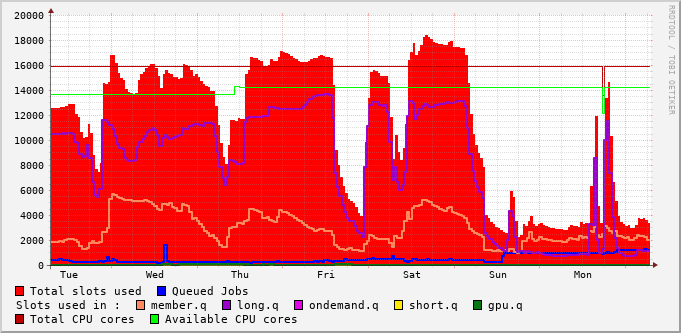 RRDTOOL / TOBI OETIKER
20000
18000
16000
14000
12000
10000
8000
6000
4000
2000
0
Tue Wed Thu Fri Sat Sun Mon
Total slots used Queued Jobs
Slots used in : member.q long.q ondemand.q short.q gpu.q
Total CPU cores Available CPU cores